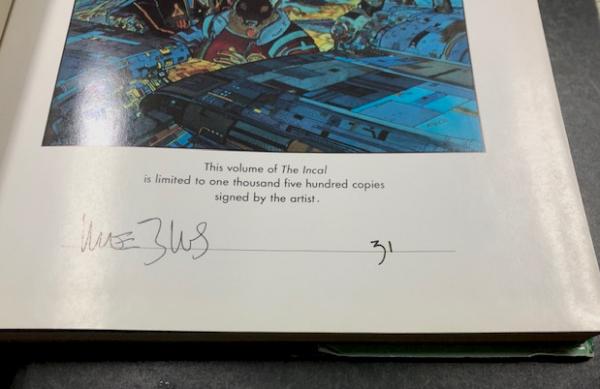 This volume of The Incal
is limited to one thousand five hundred copies
signed by the artist.
31